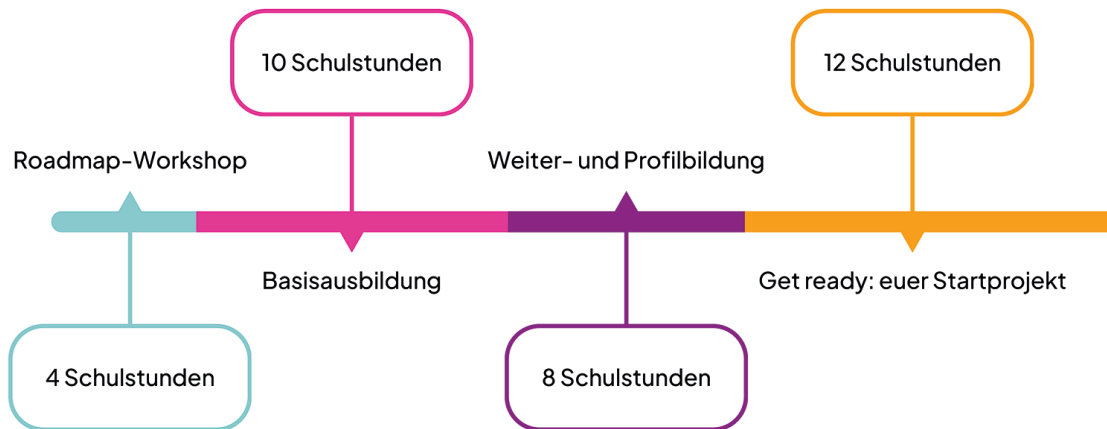 10 Schulstunden
12 Schulstunden
Roadmap-Workshop
Weiter- und Profilbildung
Basisausbildung
Get ready: euer Startprojekt
4 Schulstunden
8 Schulstunden